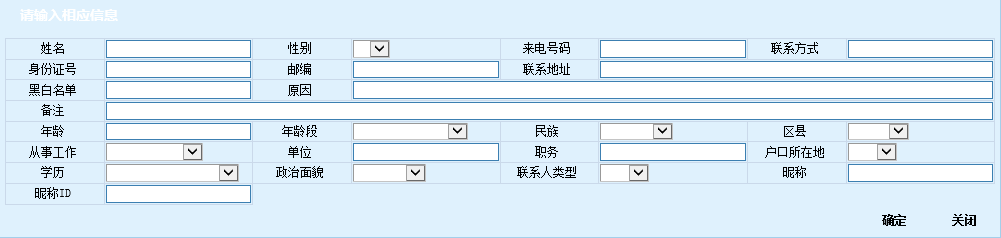 请输入相应信息
姓名 性别 来电号码 联系方式
身份证号 邮编 联系地址
黑白名单 原因
备注
年龄 年龄段 民族 区县
从事工作 单位 职务 户口所在地
学历 政治面貌 联系人类型 昵称
昵称ID
确定 关闭